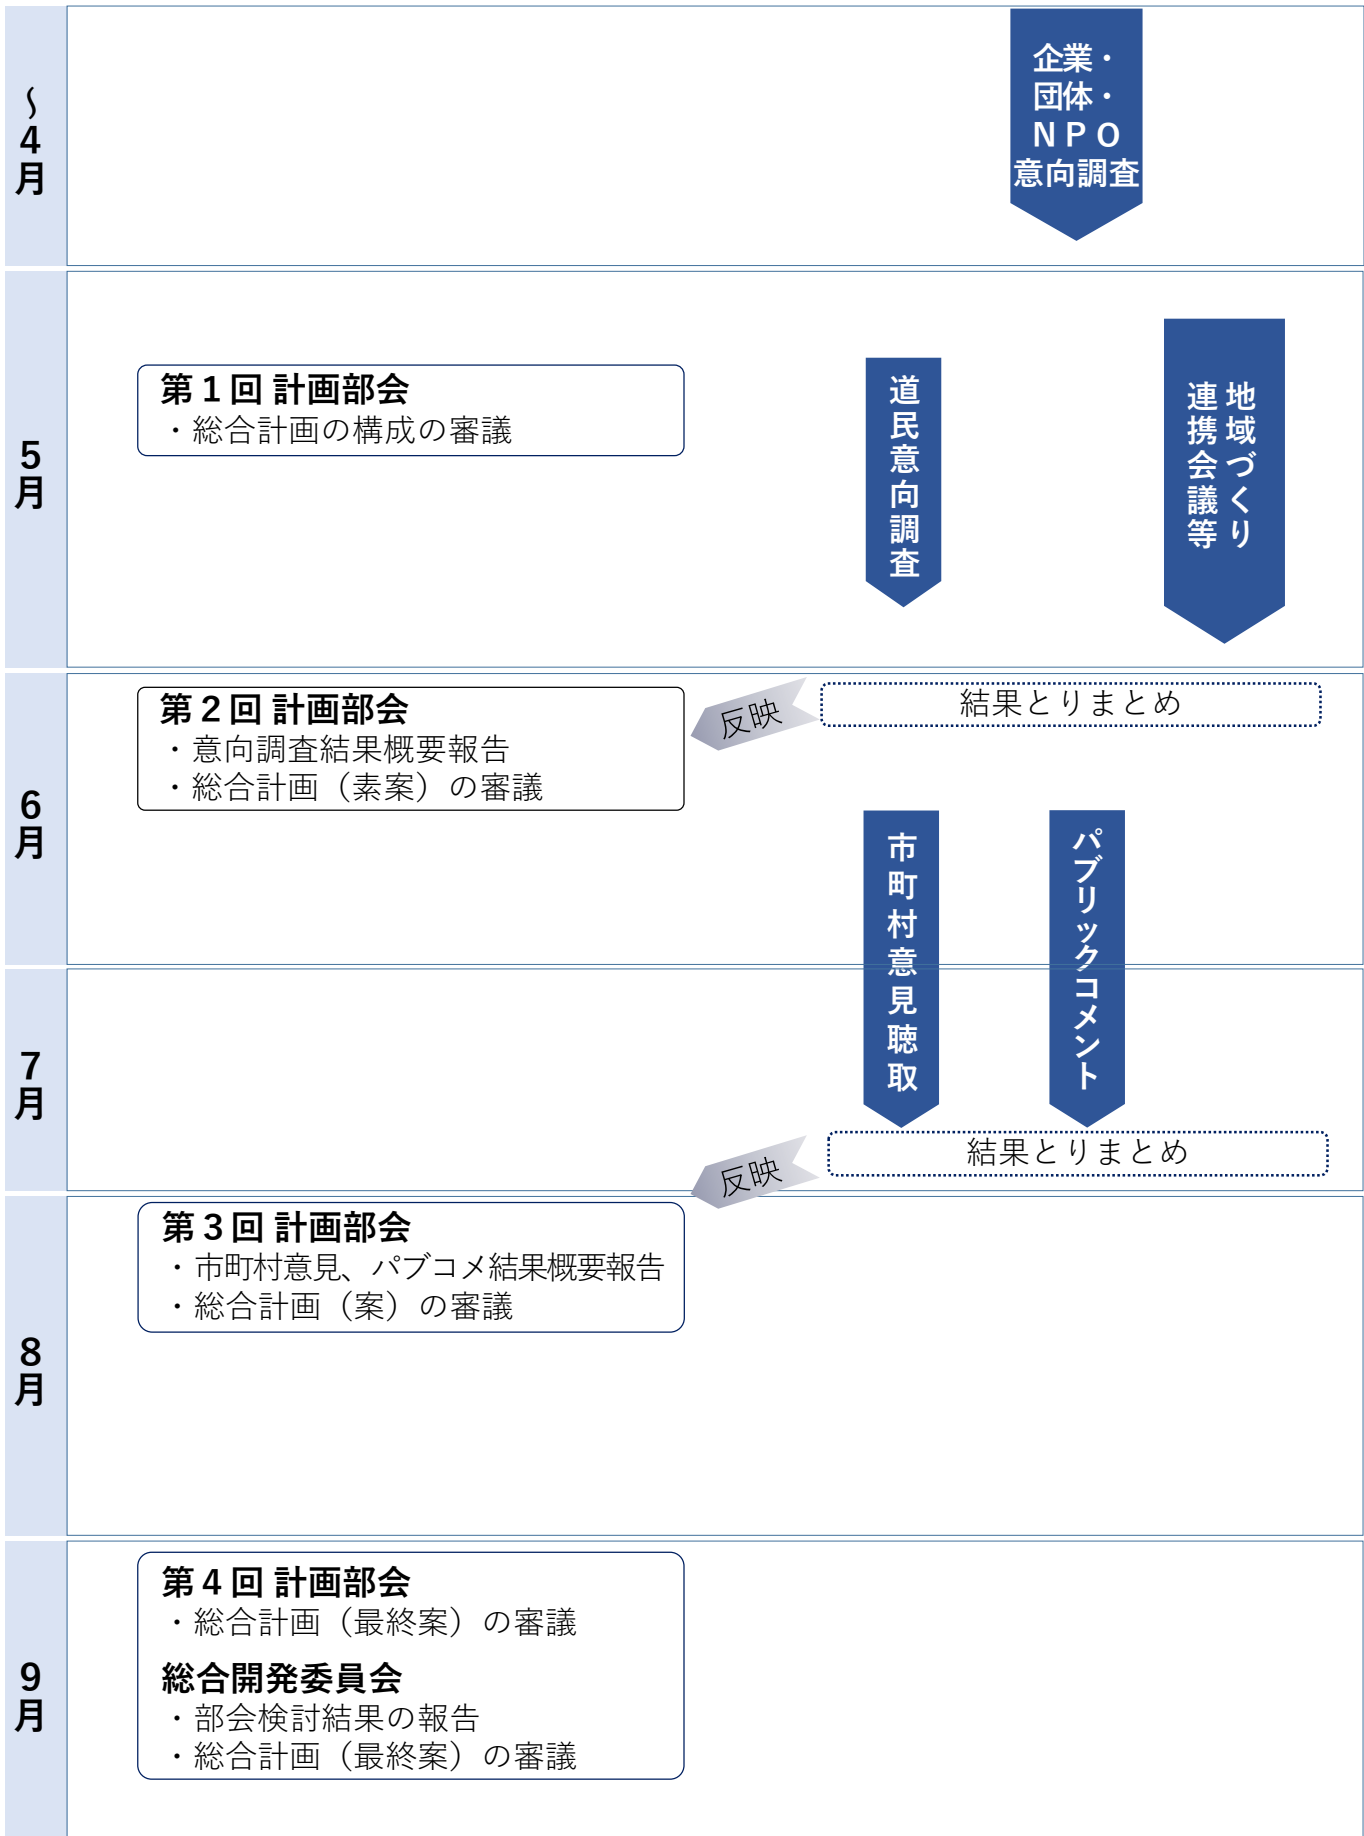 ～4月
企業・
団体・
ＮＰＯ
意向調査
5月
第１回 計画部会
・総合計画の構成の審議
道民意向調査
地域づくり
連携会議等
6月
第２回 計画部会
・意向調査結果概要報告
・総合計画（素案）の審議
反映
結果とりまとめ
市町村意見聴取
パブリックコメント
7月
反映
結果とりまとめ
8月
第３回 計画部会
・市町村意見、パブコメ結果概要報告
・総合計画（案）の審議
9月
第４回 計画部会
・総合計画（最終案）の審議
総合開発委員会
・部会検討結果の報告
・総合計画（最終案）の審議